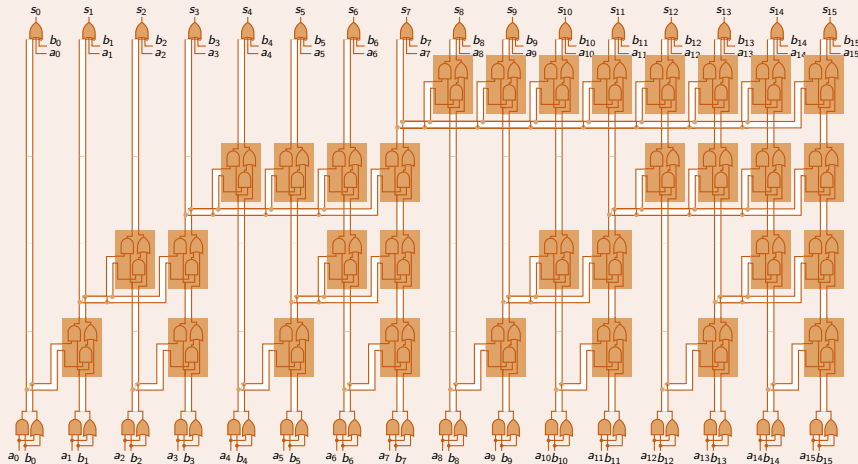 s0 s1 s2 s3 s4 s5 s6 s7 s8 s9 s10 s11 s12 s13 s14 s15
b0 b1 b2 b3 b4 b5 b6 b7 b8 b9 b10 b11 b12 b13 b14 b15
a0 a1 a2 a3 a4 a5 a6 a7 a8 a9 a10 a11 a12 a13 a14 a15
a0 b0 a1 b1 a2 b2 a3 b3 a4 b4 a5 b5 a6 b6 a7 b7 a8 b8 a9 b9 a10 b10 a11 b11 a12 b12 a13 b13 a14 b14 a15 b15